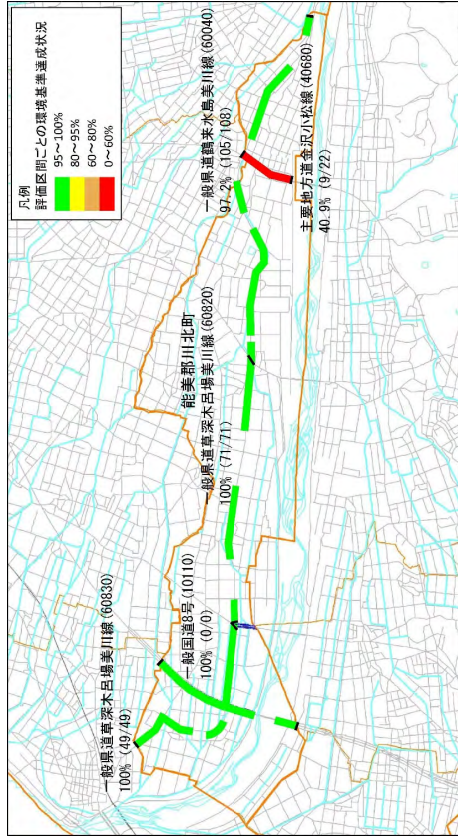 凡例
評価区間ごとの環境基準達成状況
95～100%
80～95%
60～80%
0～60%
一般県道草深木呂場美川線(60830)
100% (49/49)
一般国道8号(10110)
100% (0/0)
能美郡川北町
一般県道草深木呂場美川線(60820)
100% (71/71)
一般県道鶴来水島美川線(60040)
97.2% (105/108)
主要地方道金沢小松線(40680)
40.9% (9/22)